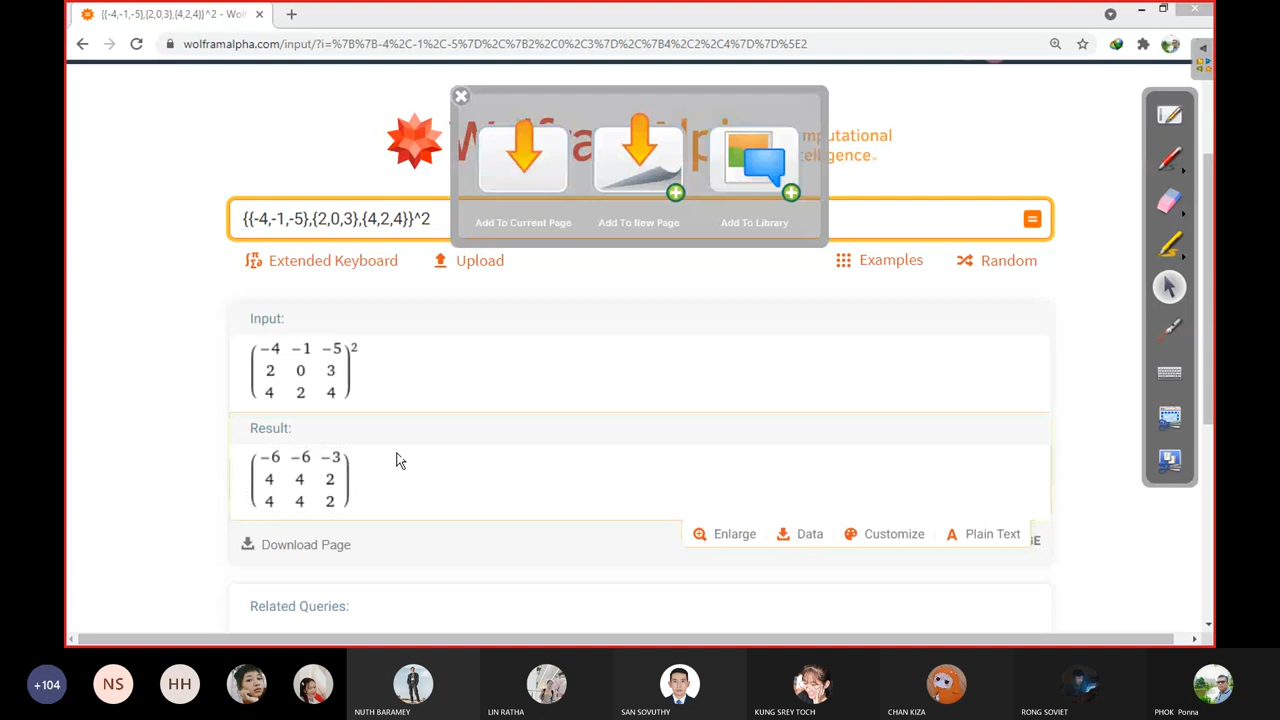 {{-4,-1,-5},{2,0,3},{4,2,4}}^2 - Wol
wolframalpha.com/input/?i=%7B%7B-4%2C-1%2C-5%7D%2C%7B2%2C0%2C3%7D%2C%7B4%2C2%2C4%7D%7D%5E2
mputational
telligence™
Add To Current Page
Add To New Page
Add To Library
{{-4,-1,-5},{2,0,3},{4,2,4}}^2
Extended Keyboard
Upload
Examples
Random
Input:
−4 −1 −5 2
2 0 3
4 2 4
Result:
−6 −6 −3
4 4 2
4 4 2
Enlarge
Data
Customize
A Plain Text
Download Page
Related Queries:
+104
NS
HH
NUTH BARAMEY
LIN RATHA
SAN SOVUTHY
KUNG SREY TOCH
CHAN KIZA
RONG SOVIET
PHOK Ponna